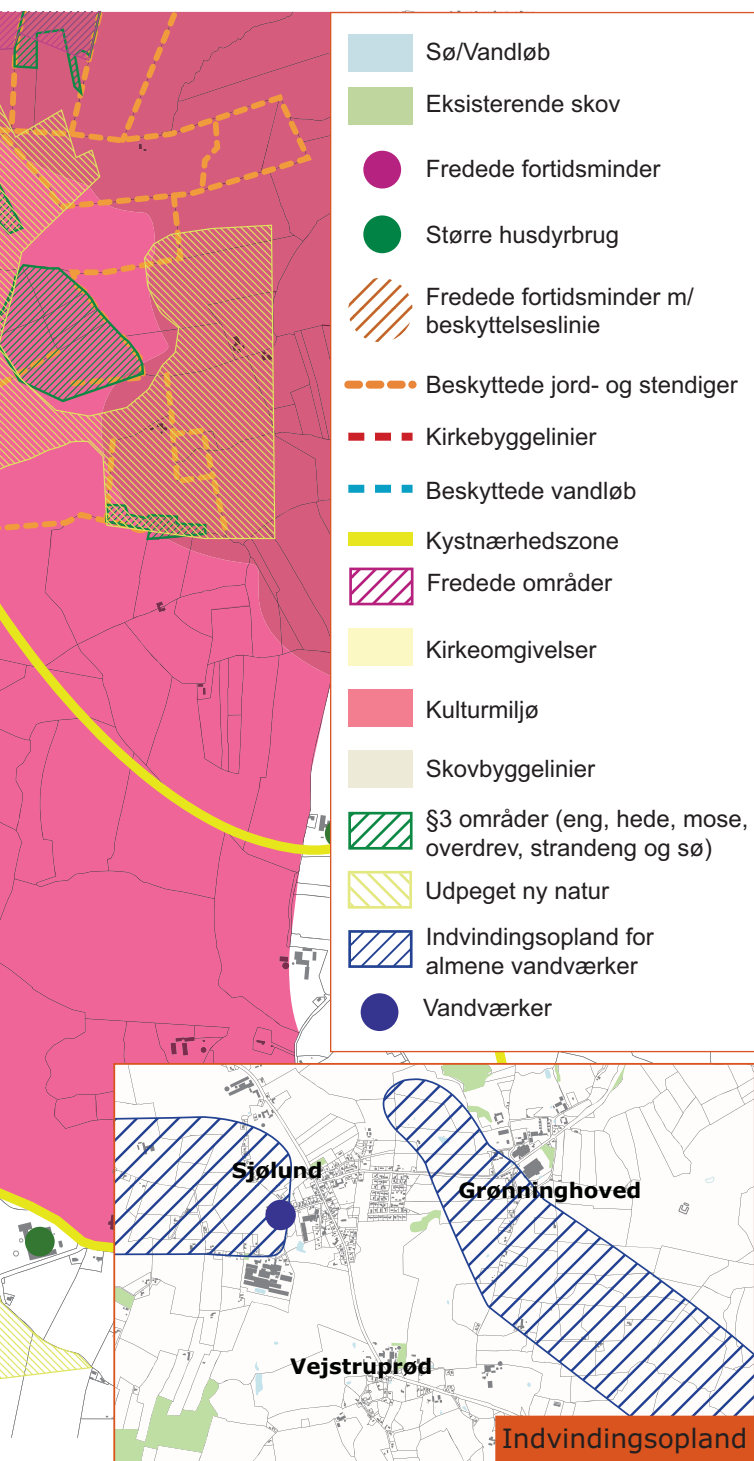 Sø/Vandløb
Eksisterende skov
Fredede fortidsminder
Større husdyrbrug
Fredede fortidsminder m/
beskyttelseslinie
Beskyttede jord- og stendiger
Kirkebyggelinier
Beskyttede vandløb
Kystnærhedszone
Fredede områder
Kirkeomgivelser
Kulturmiljø
Skovbyggelinier
§3 områder (eng, hede, mose,
overdrev, strandeng og sø)
Udpeget ny natur
Indvindingsopland for
almene vandværker
Vandværker
Sjølund
Grønninghoved
Vejstruprød
Indvindingsopland